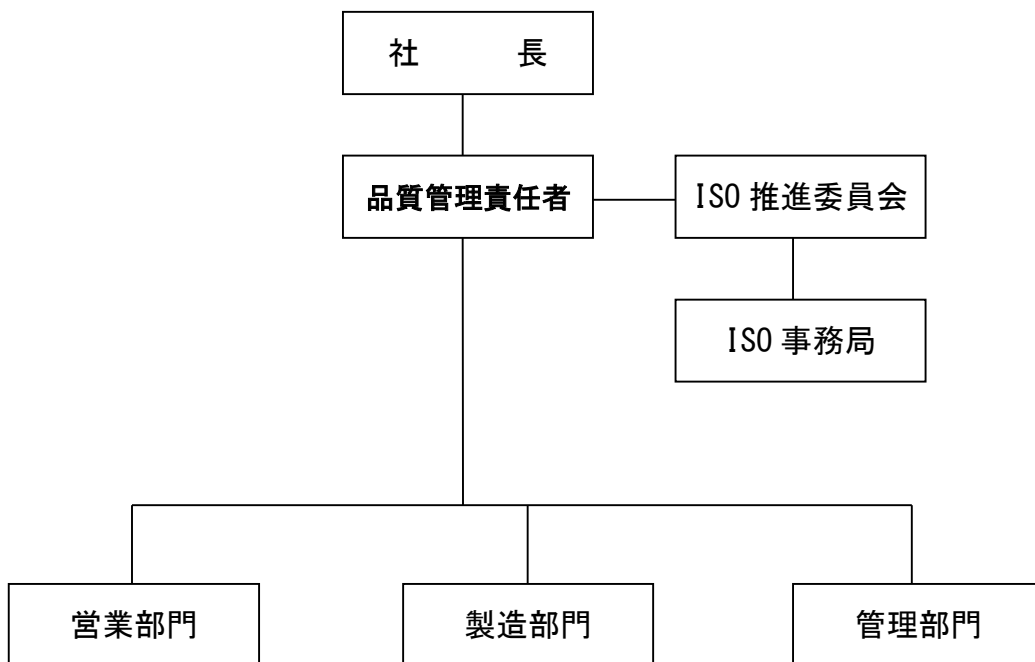 社　　　長
品質管理責任者
ISO 推進委員会
ISO 事務局
営業部門
製造部門
管理部門